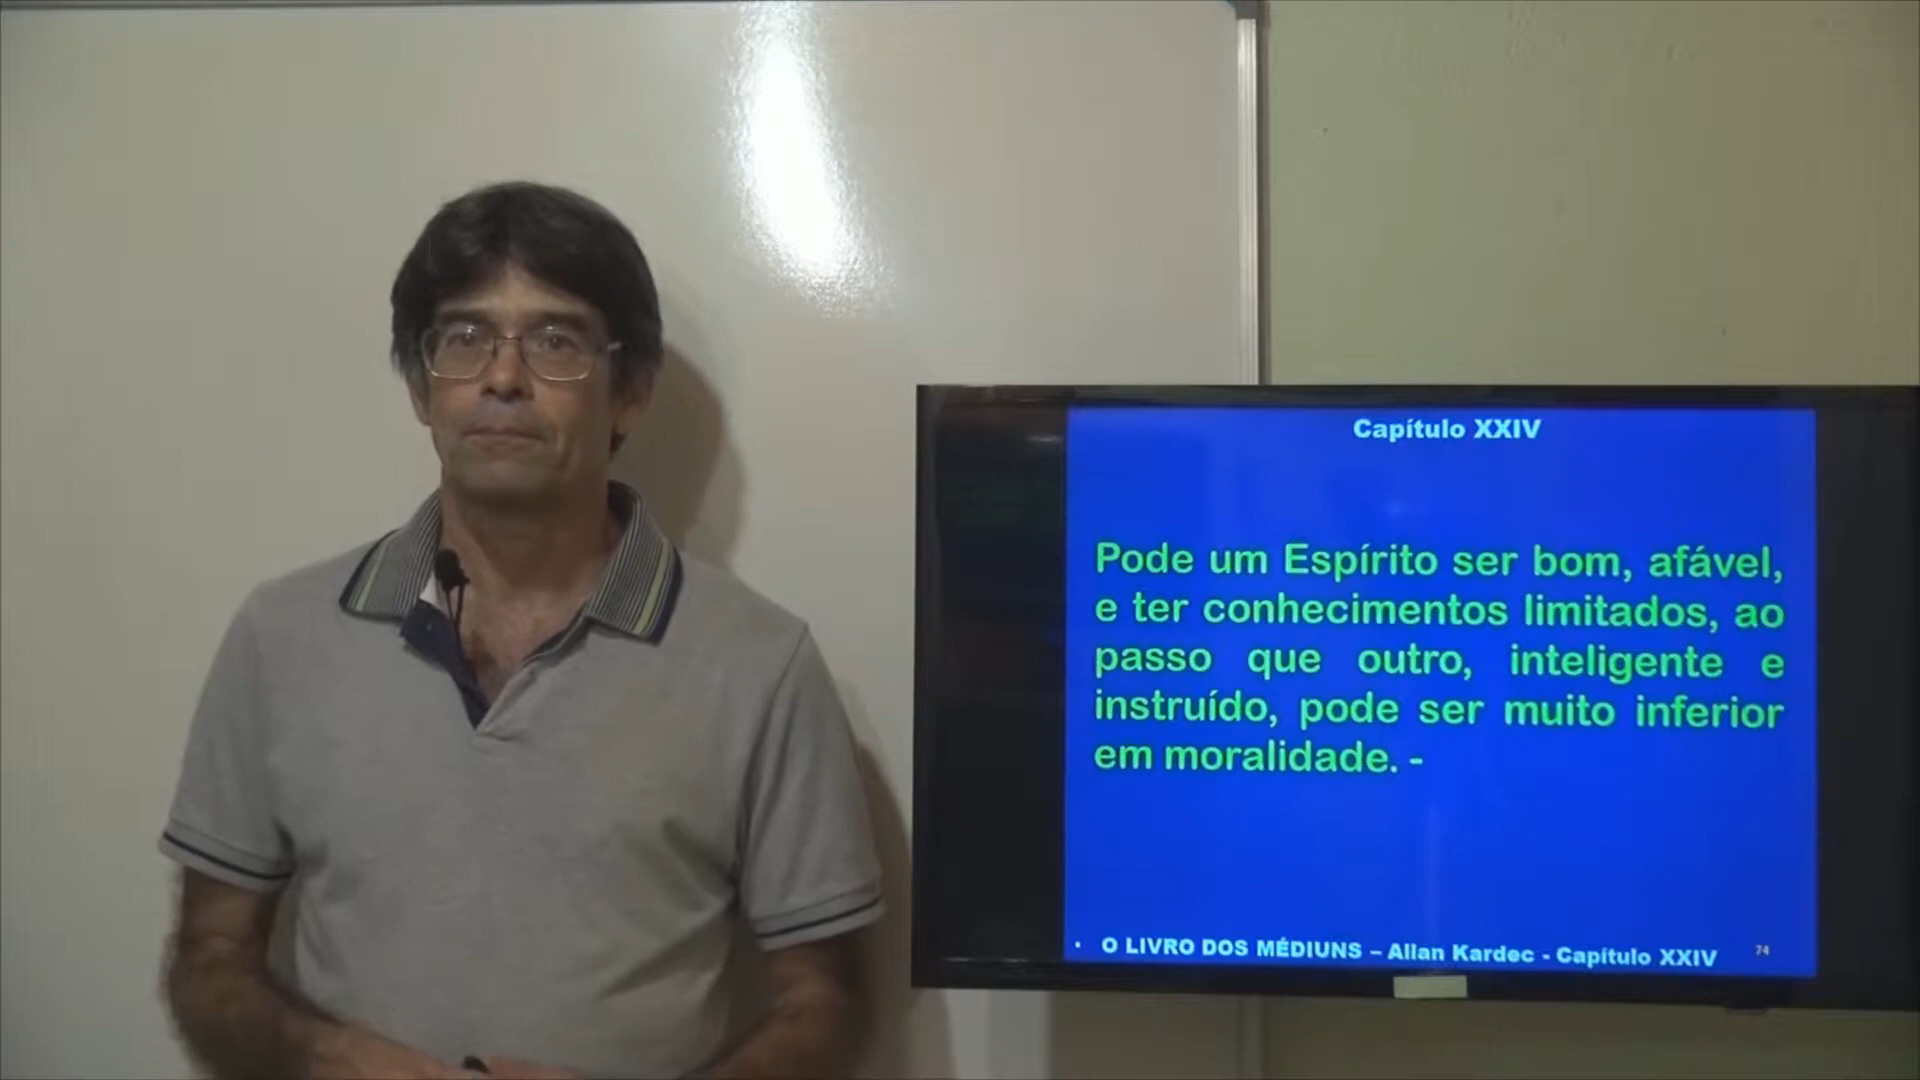 Capítulo XXIV
Pode um Espírito ser bom, afável,
e ter conhecimentos limitados, ao
passo que outro, inteligente e
instruído, pode ser muito inferior
em moralidade. -
• O LIVRO DOS MÉDIUNS – Allan Kardec - Capítulo XXIV 74